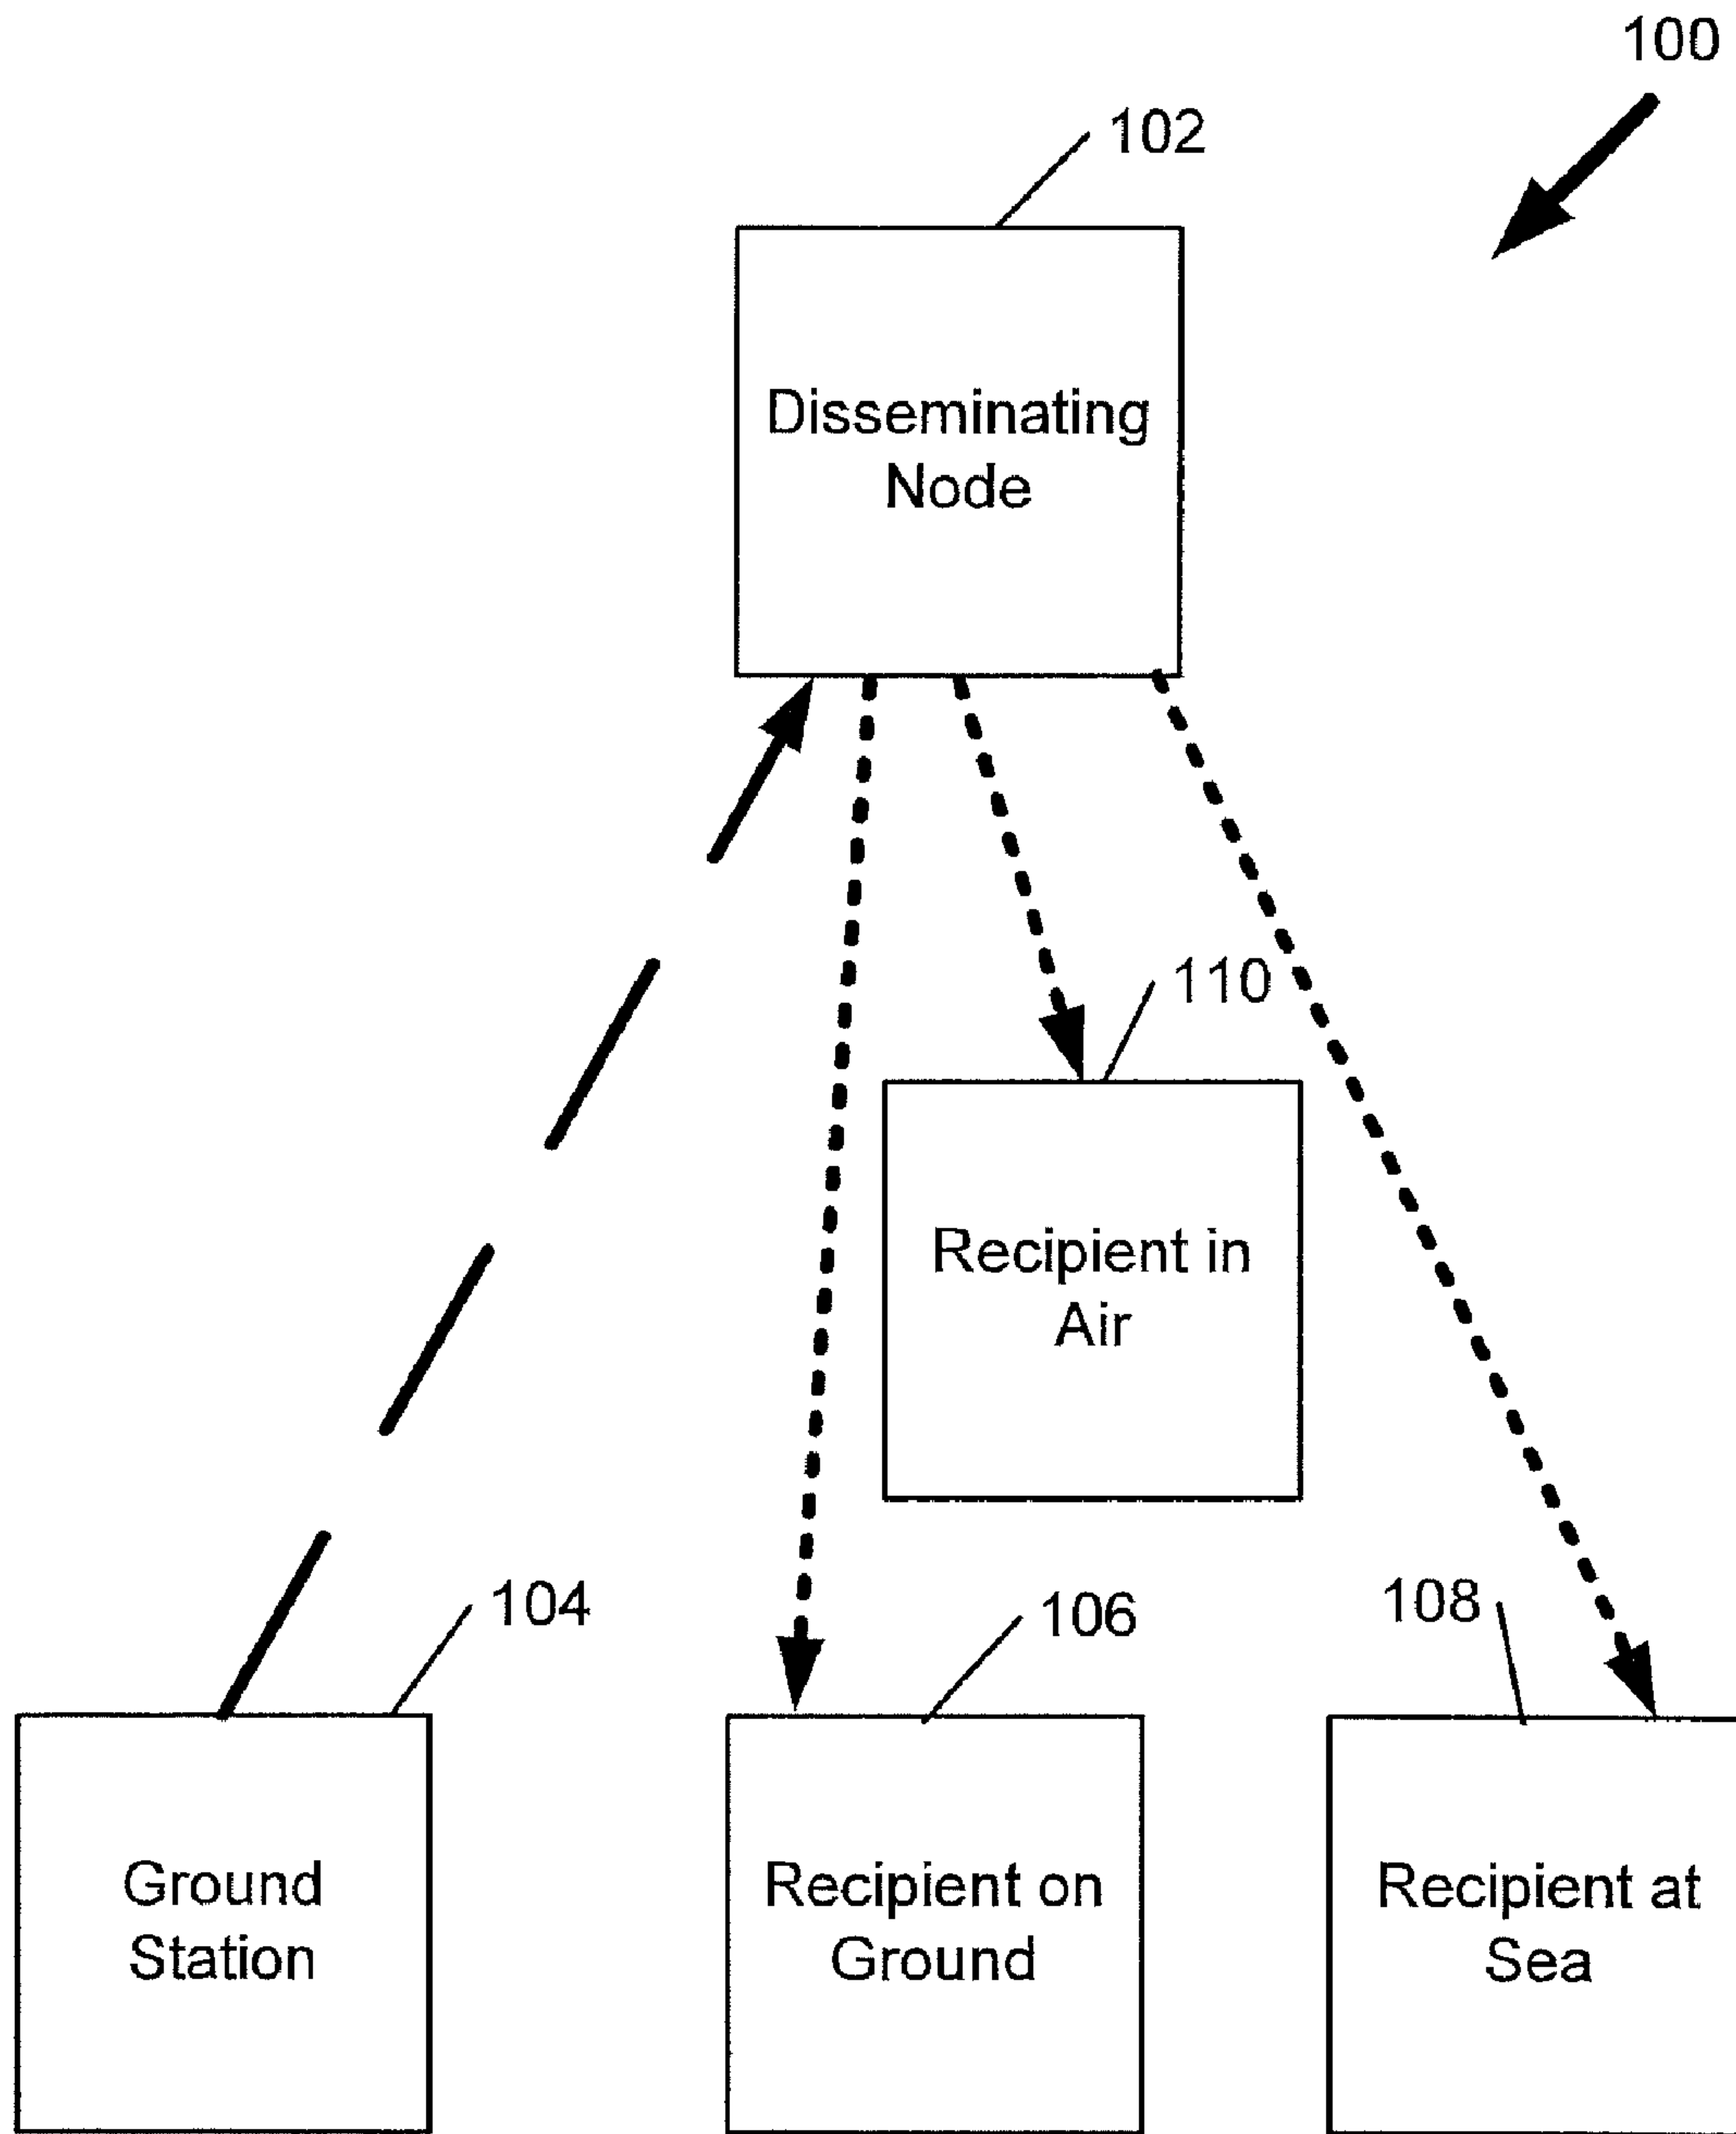 100
102
Disseminating
Node
110
Recipient in
Air
104
106
108
Ground
Station
Recipient on
Ground
Recipient at
Sea